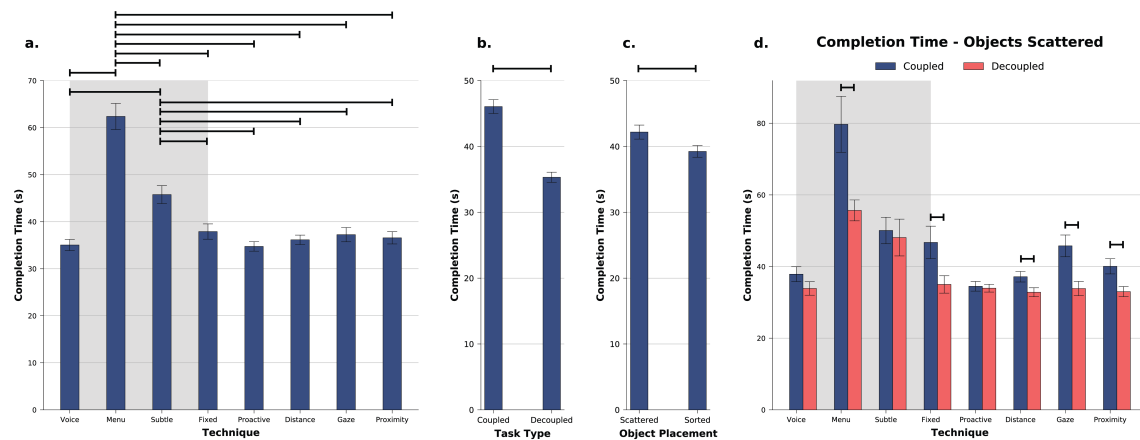 a.
70
60
50
40
30
20
10
0
Completion Time (s)
Voice Menu Subtle Fixed Proactive Distance Gaze Proximity
Technique
b.
50
40
30
20
10
0
Completion Time (s)
Coupled Decoupled
Task Type
c.
50
40
30
20
10
0
Completion Time (s)
Scattered Sorted
Object Placement
d.
Completion Time - Objects Scattered
Coupled Decoupled
80
60
40
20
0
Completion Time (s)
Voice Menu Subtle Fixed Proactive Distance Gaze Proximity
Technique